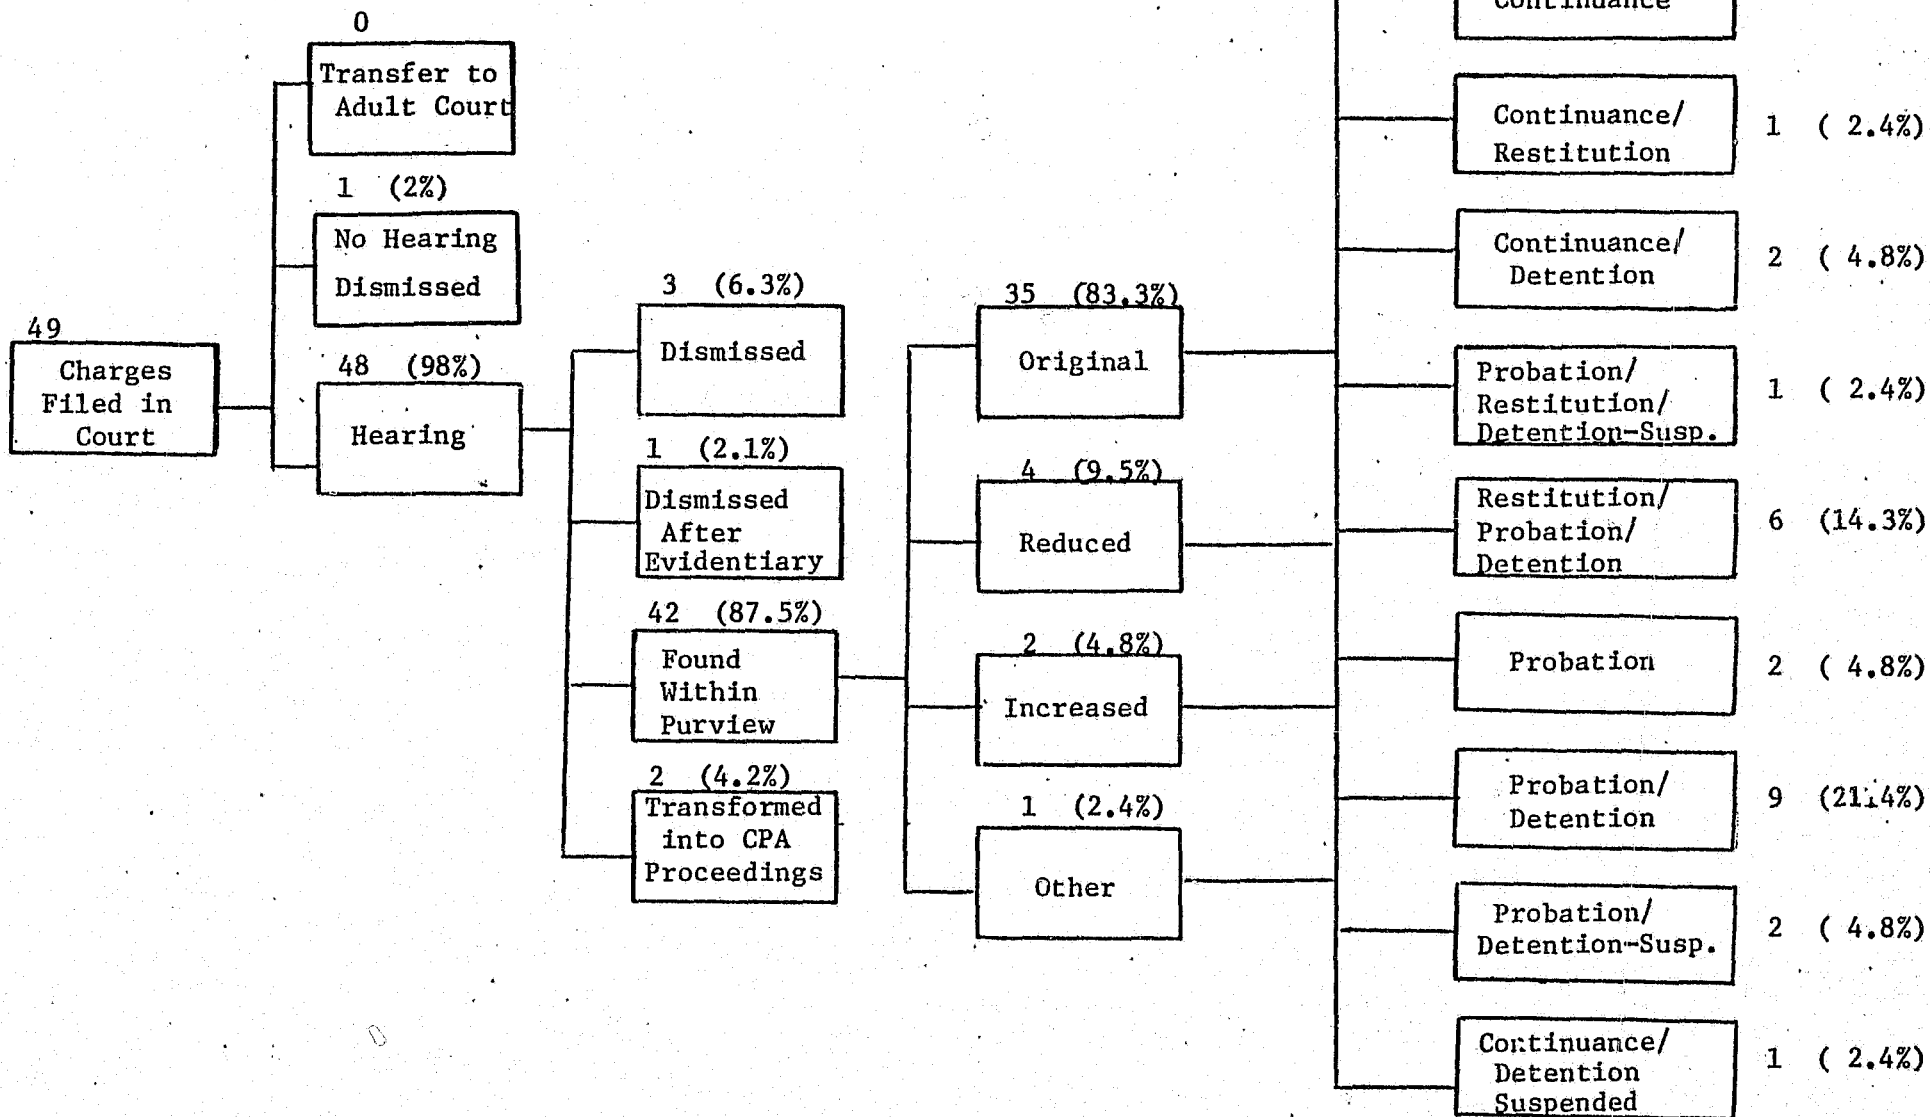 0
Transfer to
Adult Court
1 (2%)
No Hearing
Dismissed
49
Charges
Filed in
Court
48 (98%)
Hearing
3 (6.3%)
Dismissed
1 (2.1%)
Dismissed
After
Evidentiary
42 (87.5%)
Found
Within
Purview
2 (4.2%)
Transformed
into CPA
Proceedings
35 (83.3%)
Original
4 (9.5%)
Reduced
2 (4.8%)
Increased
1 (2.4%)
Other
Continuance
Continuance/
Restitution
1 ( 2.4%)
Continuance/
Detention
2 ( 4.8%)
Probation/
Restitution/
Detention-Susp.
1 ( 2.4%)
Restitution/
Probation/
Detention
6 (14.3%)
Probation
2 ( 4.8%)
Probation/
Detention
9 (21.4%)
Probation/
Detention-Susp.
2 ( 4.8%)
Continuance/
Detention
Suspended
1 ( 2.4%)